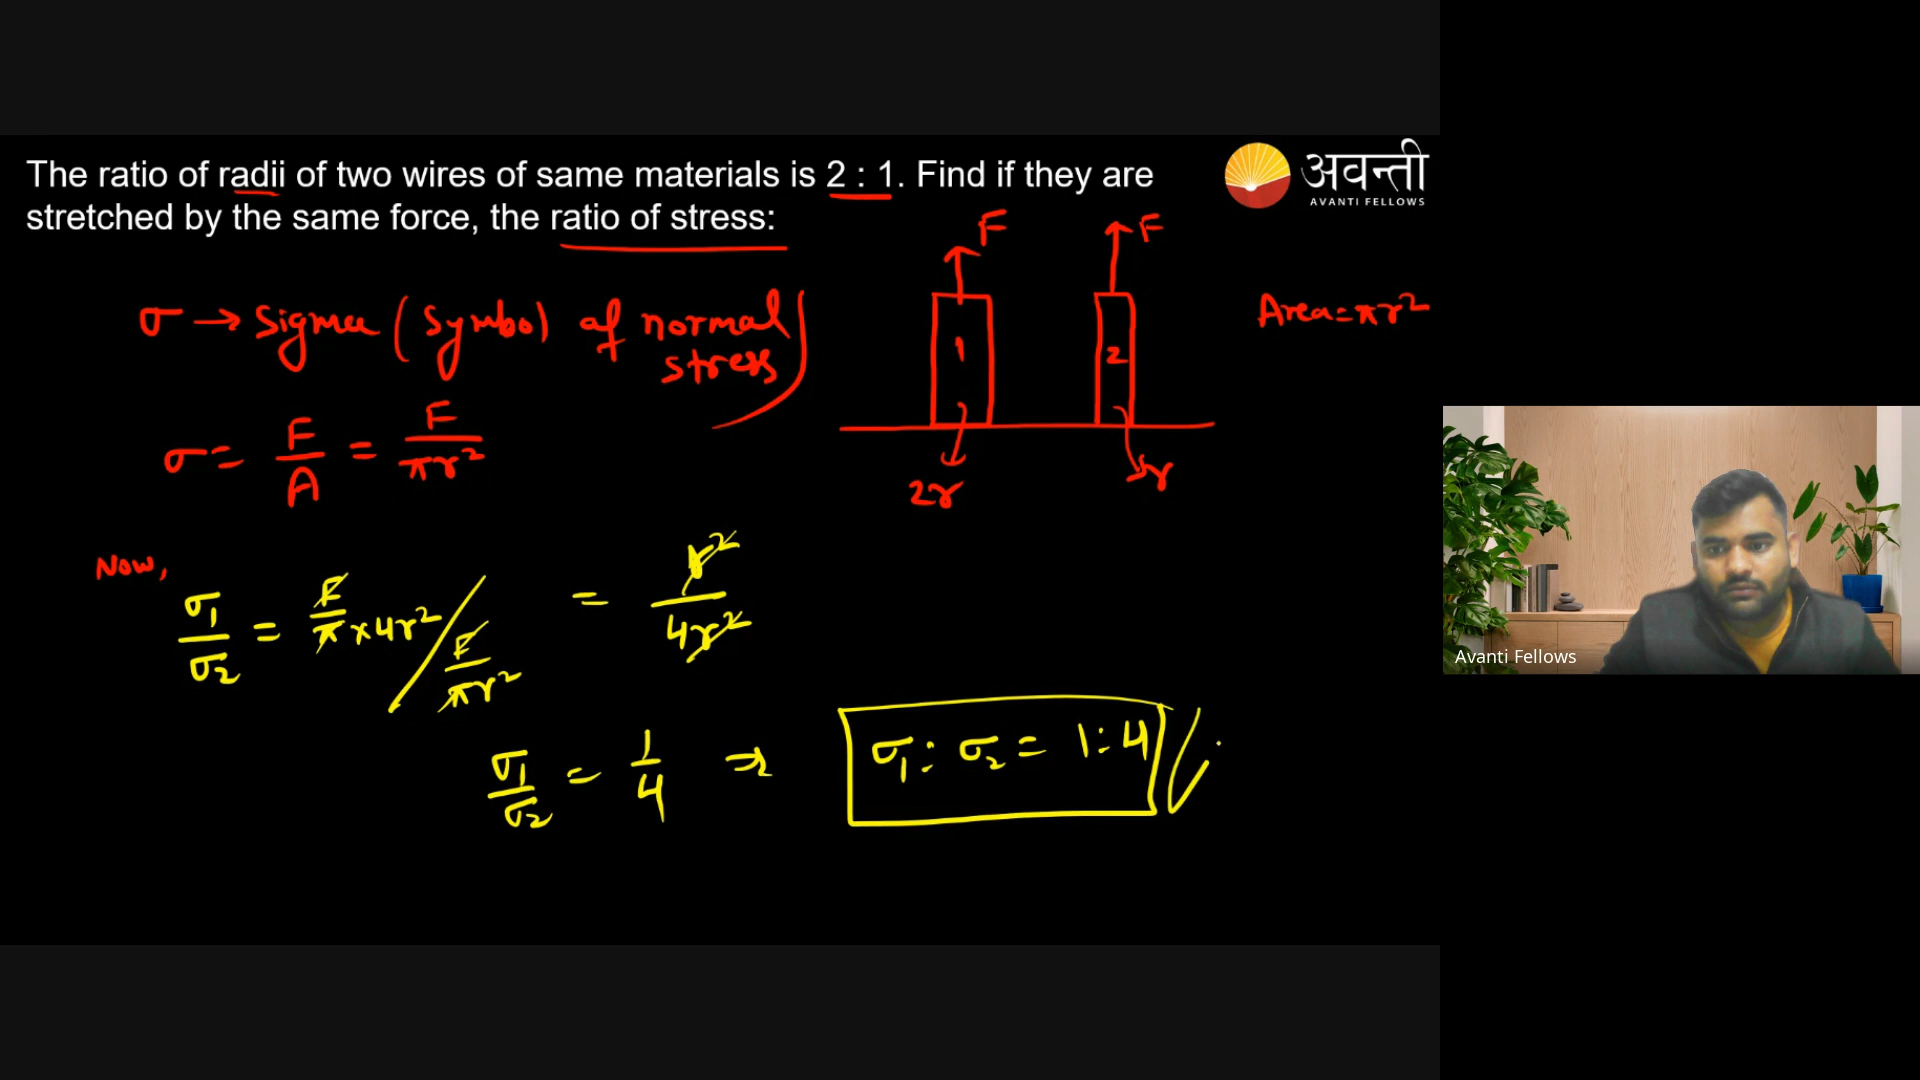 The ratio of radii of two wires of same materials is 2 : 1. Find if they are
stretched by the same force, the ratio of stress:
अवन्ती
AVANTI FELLOWS
F F
σ → sigma (symbol of normal stress)
1 2
Area = πr²
σ = F/A = F/πr²
2r r
Now,
σ₁/σ₂ = F/π×4r² / F/πr² = r²/4r²
σ₁/σ₂ = 1/4 ⇒ σ₁ : σ₂ = 1 : 4
Avanti Fellows